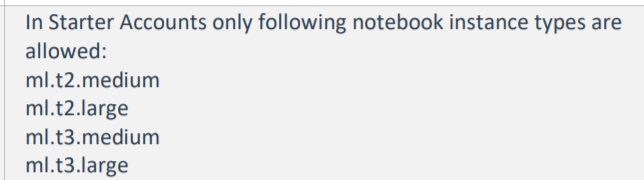 In Starter Accounts only following notebook instance types are
allowed:
ml.t2.medium
ml.t2.large
ml.t3.medium
ml.t3.large